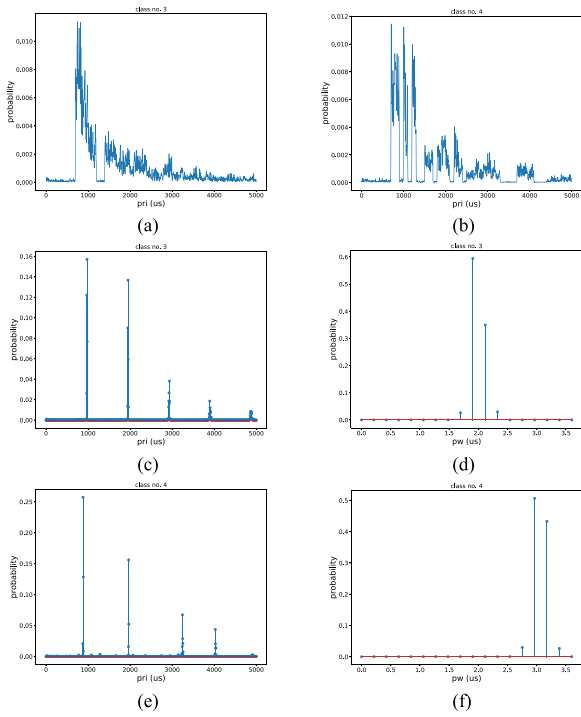 class no. 3
probability
0.010
0.008
0.006
0.004
0.002
0.000
0 1000 2000 3000 4000 5000
pri (us)
(a)
class no. 4
probability
0.012
0.010
0.008
0.006
0.004
0.002
0.000
0 1000 2000 3000 4000 5000
pri (us)
(b)
class no. 3
probability
0.16
0.14
0.12
0.10
0.08
0.06
0.04
0.02
0.00
0 1000 2000 3000 4000 5000
pri (us)
(c)
class no. 3
probability
0.6
0.5
0.4
0.3
0.2
0.1
0.0
0.0 0.5 1.0 1.5 2.0 2.5 3.0 3.5
pw (us)
(d)
class no. 4
probability
0.25
0.20
0.15
0.10
0.05
0.00
0 1000 2000 3000 4000 5000
pri (us)
(e)
class no. 4
probability
0.5
0.4
0.3
0.2
0.1
0.0
0.0 0.5 1.0 1.5 2.0 2.5 3.0 3.5
pw (us)
(f)